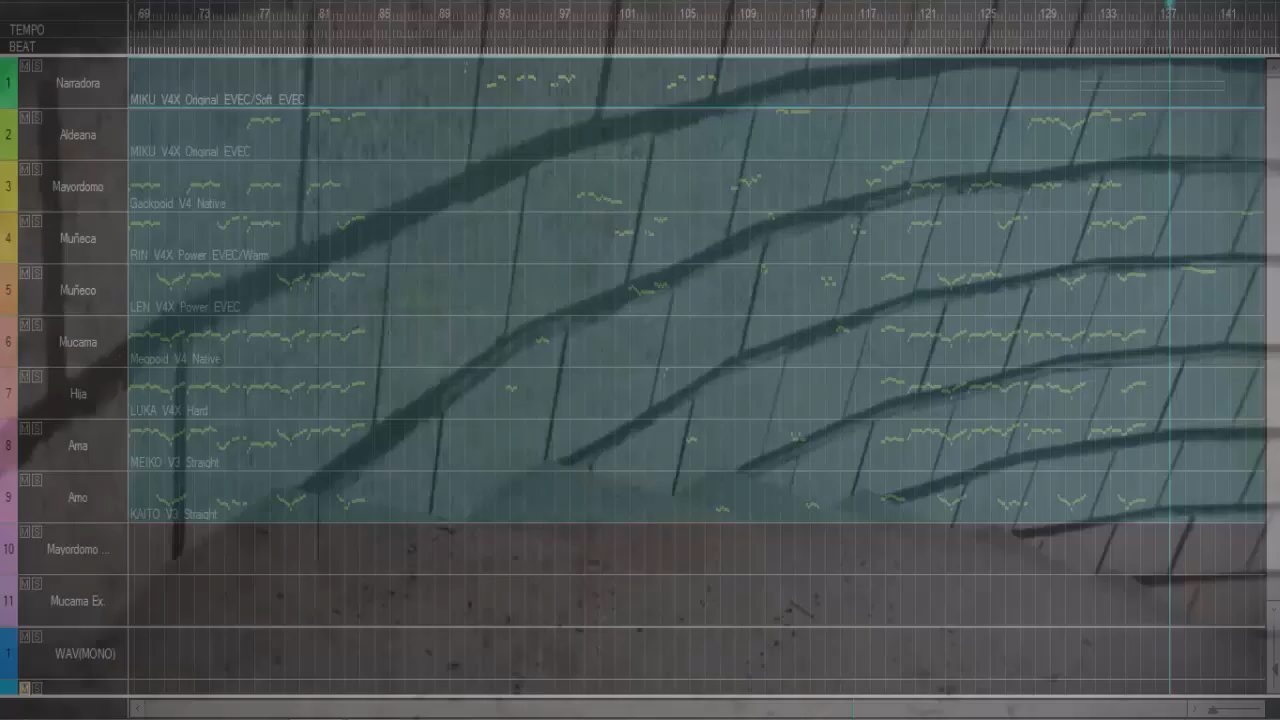 69 73 77 81 85 89 93 97 101 105 109 113 117 121 125 129 133 137 141
TEMPO
BEAT
M S
1 Narradora
MIKU V4X Original EVEC/Soft EVEC
M S
2 Aldeana
MIKU V4X Original EVEC
M S
3 Mayordomo
Gackpoid V4 Native
M S
4 Muñeca
RIN V4X Power EVEC/Warm
M S
5 Muñeco
LEN V4X Power EVEC
M S
6 Mucama
Megpoid V4 Native
M S
7 Hija
LUKA V4X Hard
M S
8 Ama
MEIKO V3 Straight
M S
9 Amo
KAITO V3 Straight
10 Mayordomo ...
M S
11 Mucama Ex.
M S
1 WAV(MONO)
M S